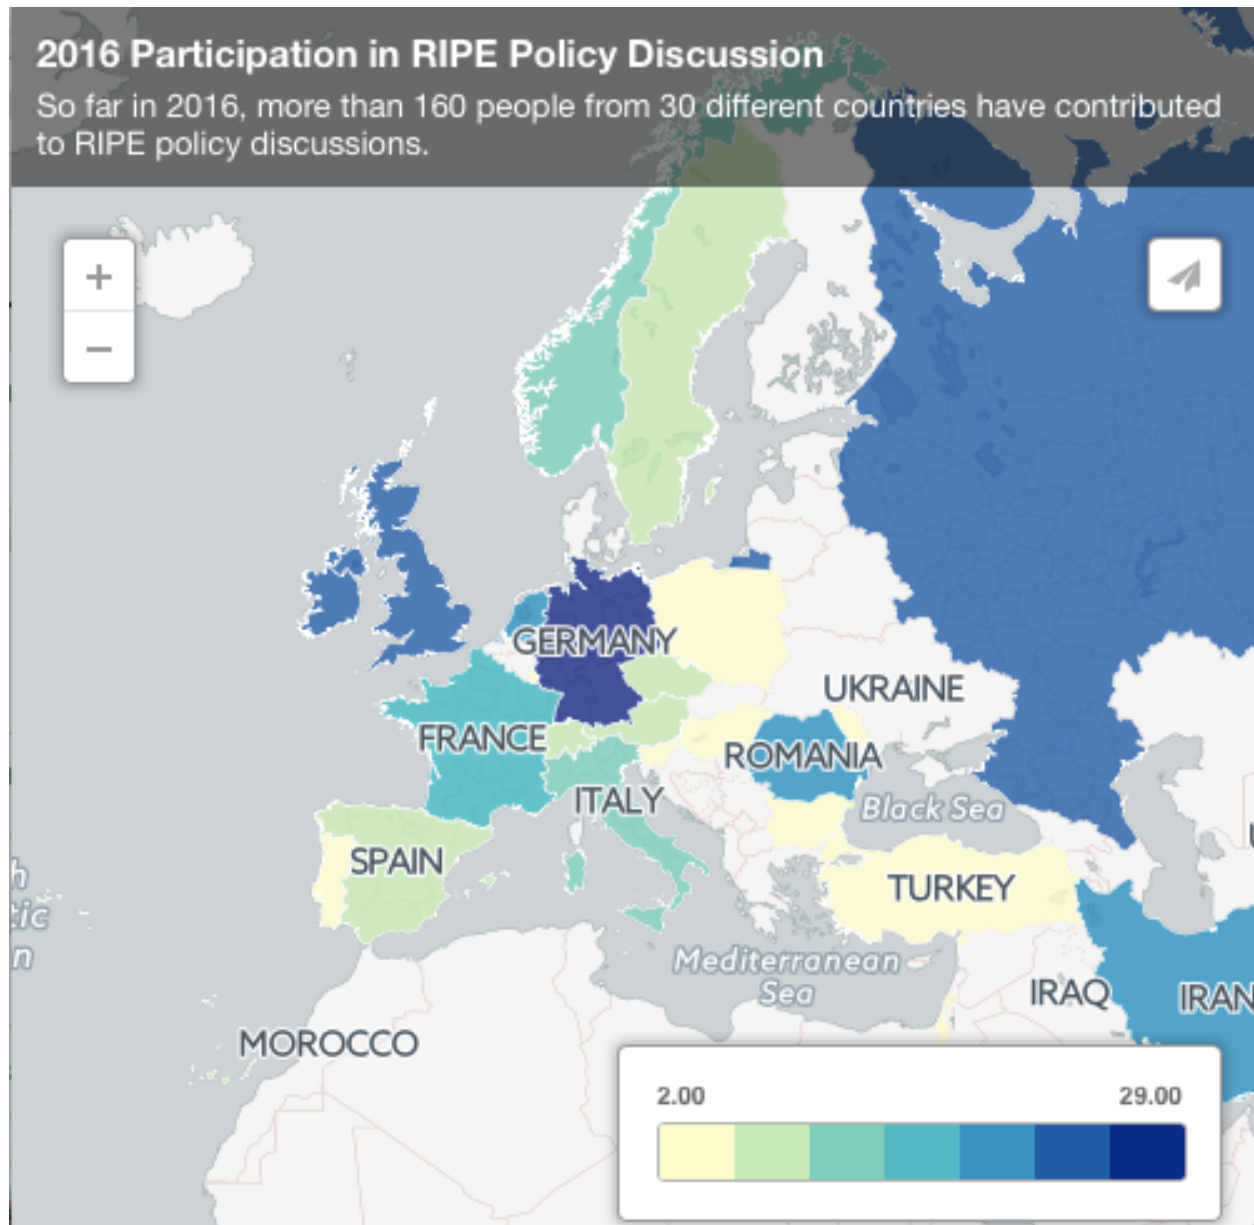 2016 Participation in RIPE Policy Discussion
So far in 2016, more than 160 people from 30 different countries have contributed
to RIPE policy discussions.
+
−
GERMANY
UKRAINE
FRANCE
ROMANIA
ITALY
Black Sea
SPAIN
TURKEY
h
tic
n
Mediterranean
Sea
IRAQ
IRAN
MOROCCO
2.00
29.00